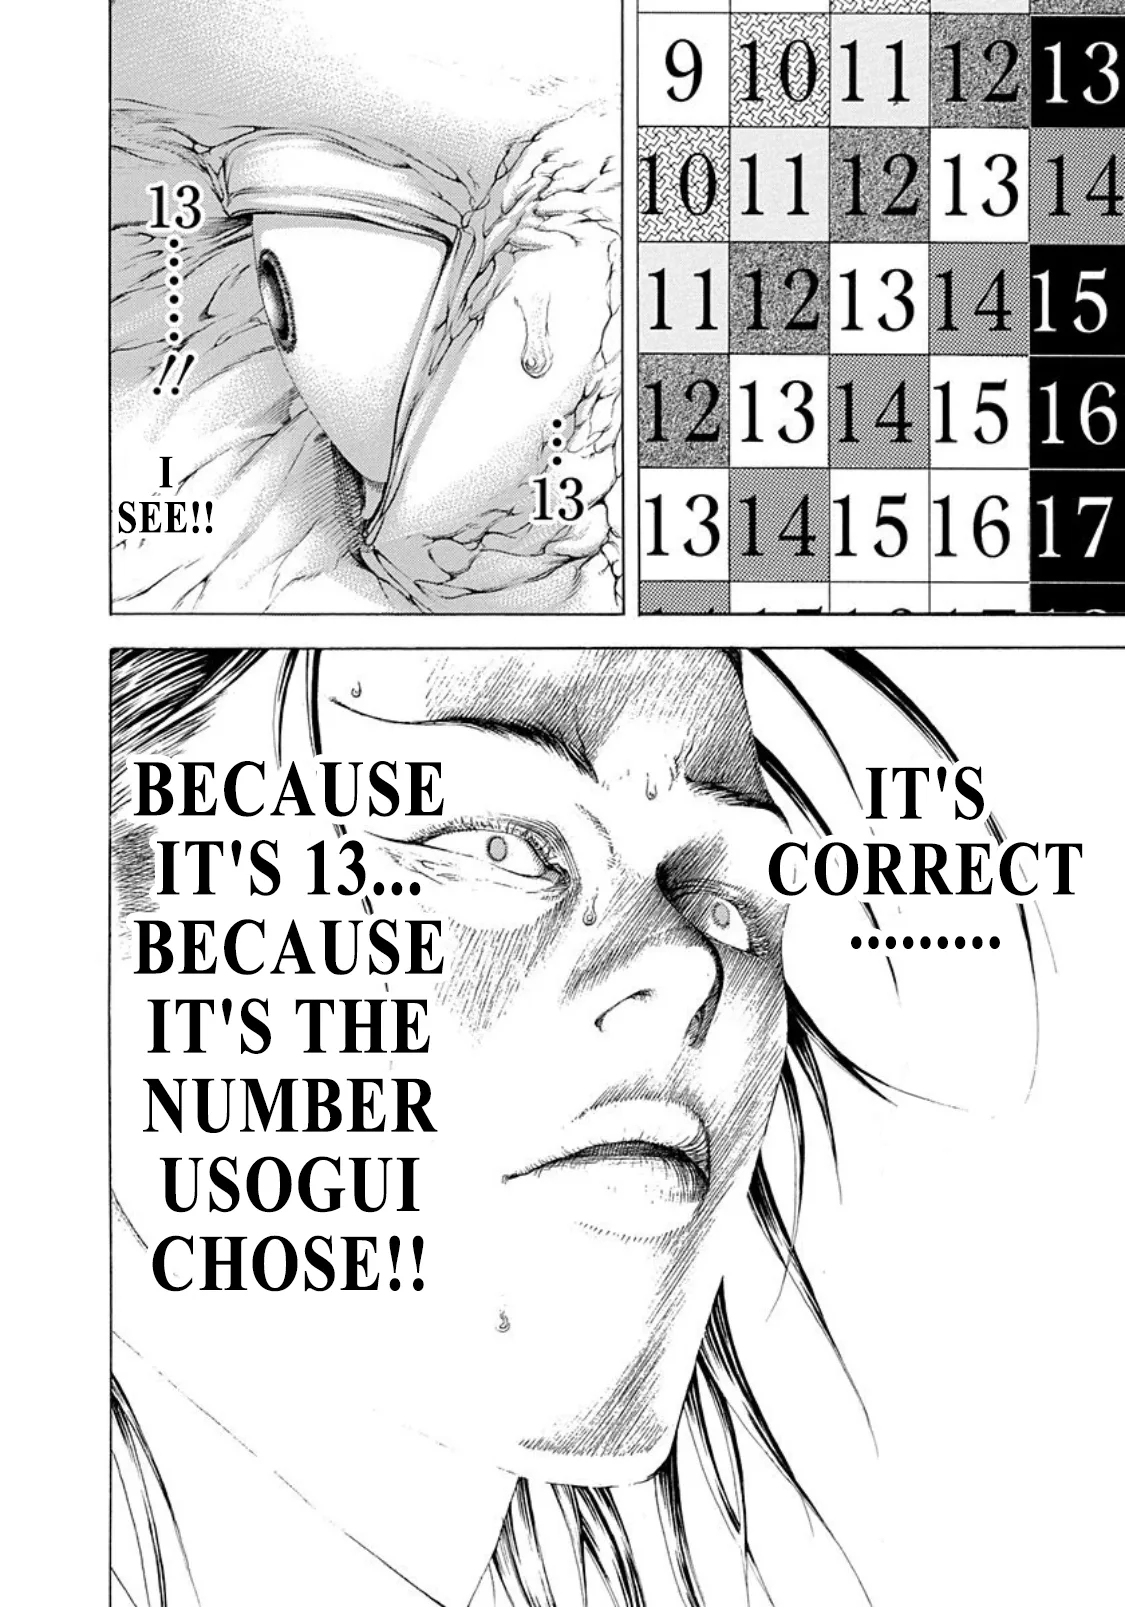 9 10 11 12 13
10 11 12 13 14
11 12 13 14 15
12 13 14 15 16
13 14 15 16 17
......
13
13
......!!
I
SEE!!
IT'S
CORRECT
.........
BECAUSE
IT'S 13...
BECAUSE
IT'S THE
NUMBER
USOGUI
CHOSE!!